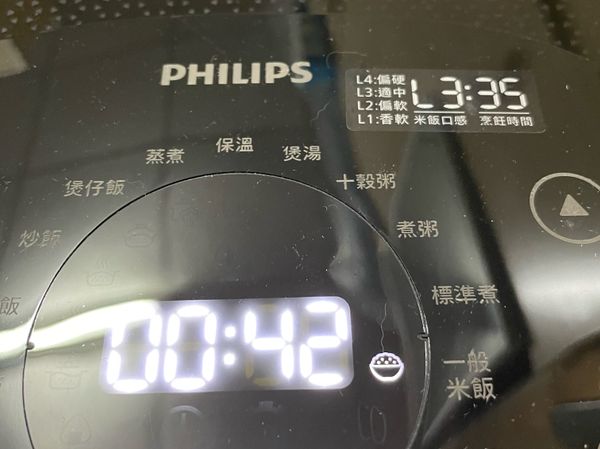 PHILIPS
L4:偏硬
L3:適中
L2:偏軟
L1:香軟
L3:35
米飯口感 烹飪時間
保溫
蒸煮
煲湯
煲仔飯
十穀粥
炒飯
煮粥
飯
標準煮
00:42
一般
米飯